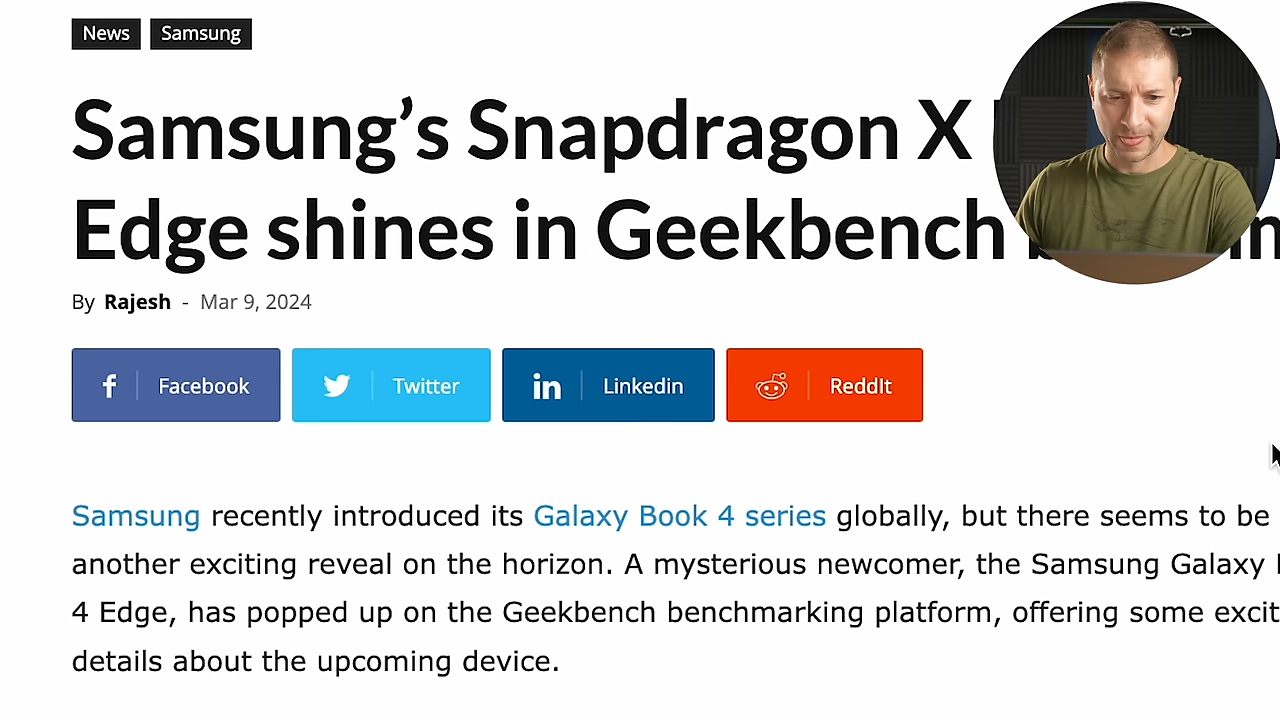 News Samsung
Samsung's Snapdragon X
Edge shines in Geekbench
By Rajesh - Mar 9, 2024
Facebook Twitter Linkedin ReddIt
Samsung recently introduced its Galaxy Book 4 series globally, but there seems to be
another exciting reveal on the horizon. A mysterious newcomer, the Samsung Galaxy
4 Edge, has popped up on the Geekbench benchmarking platform, offering some
details about the upcoming device.